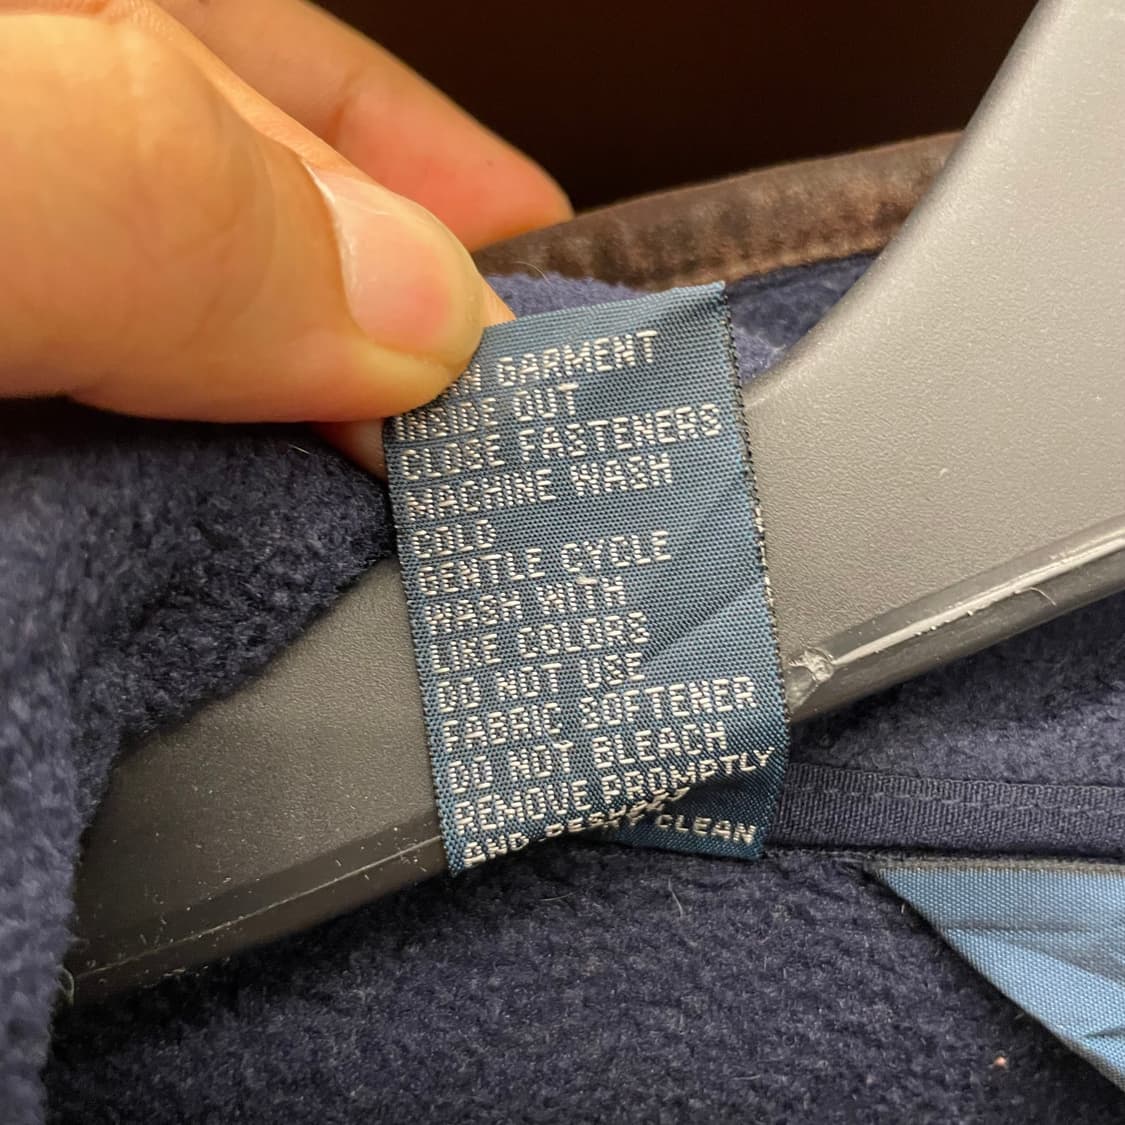 GARMENT
INSIDE OUT
CLOSE FASTENERS
MACHINE WASH
COLD
GENTLE CYCLE
WASH WITH
LIKE COLORS
DO NOT USE
FABRIC SOFTENER
DO NOT BLEACH
REMOVE PROMPTLY
AND
CLEAN